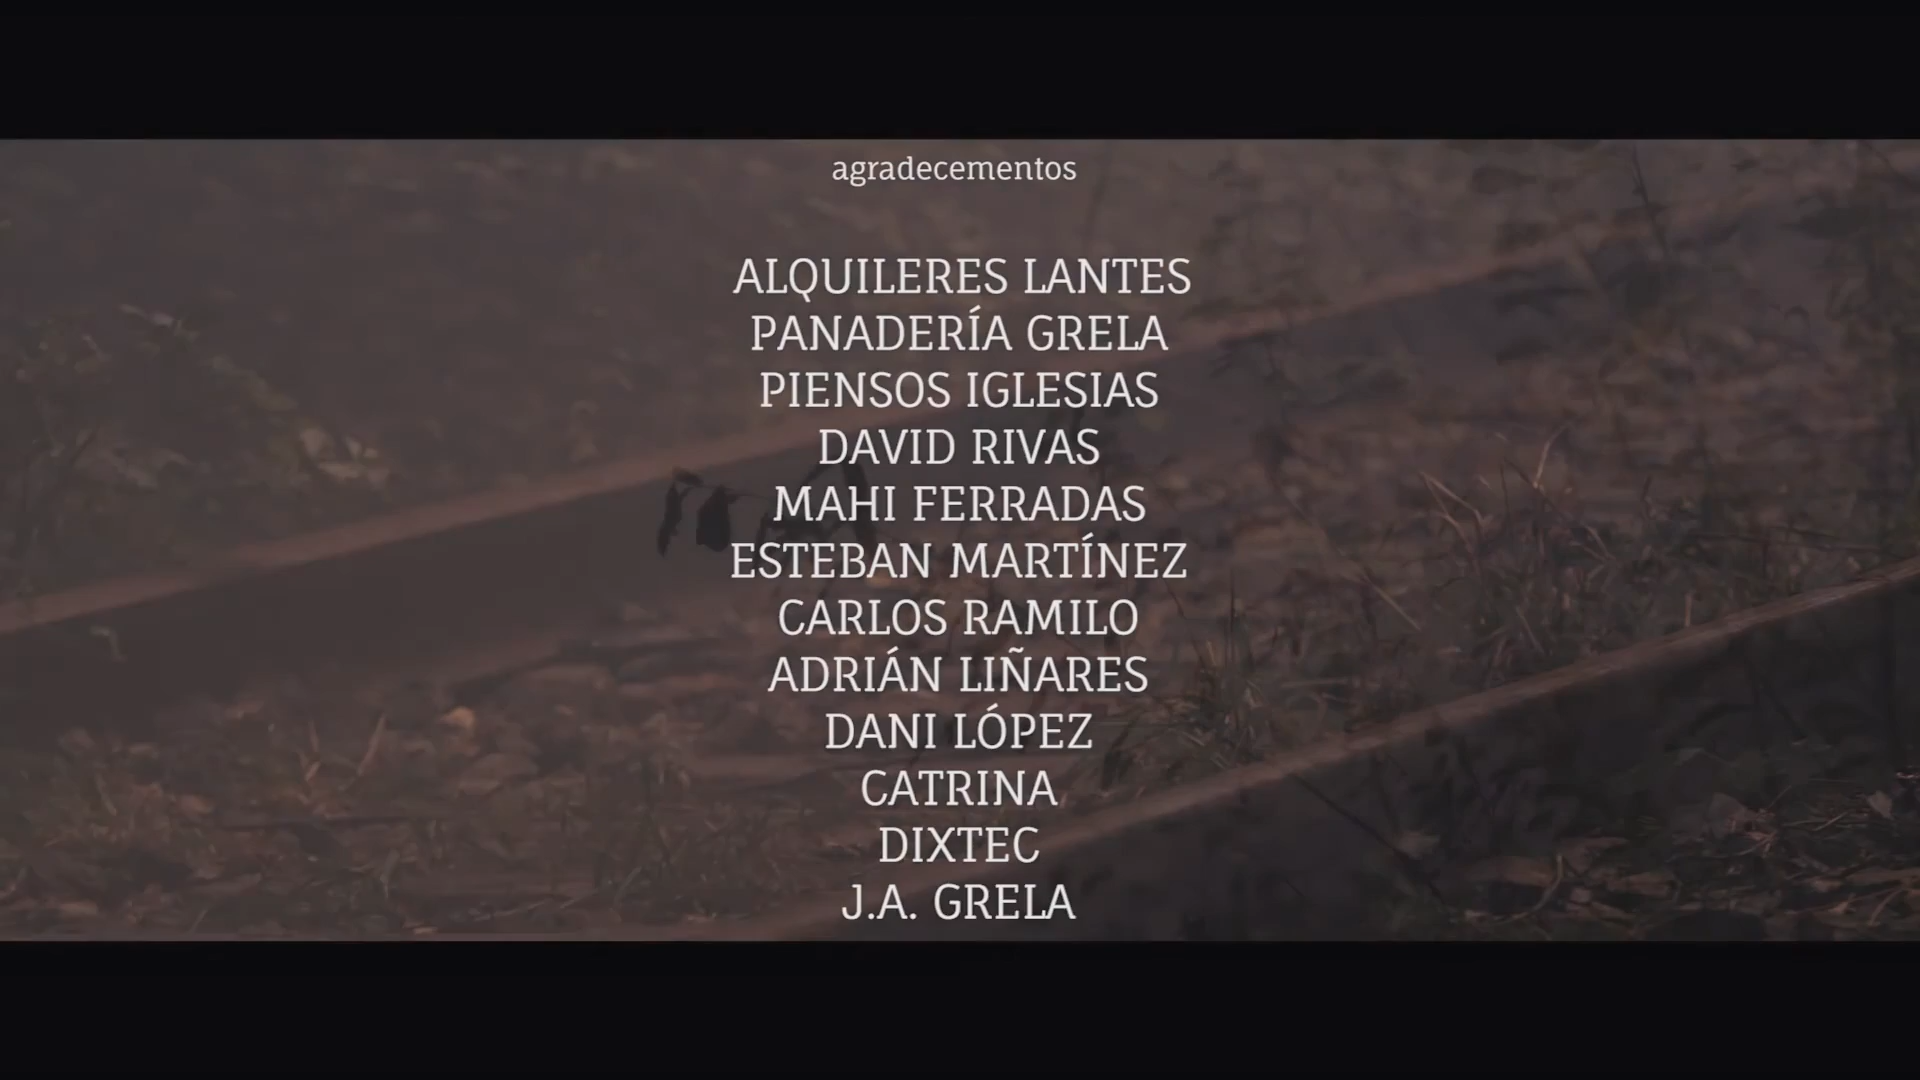 agradecementos
ALQUILERES LANTES
PANADERÍA GRELA
PIENSOS IGLESIAS
DAVID RIVAS
MAHI FERRADAS
ESTEBAN MARTÍNEZ
CARLOS RAMILO
ADRIÁN LIÑARES
DANI LÓPEZ
CATRINA
DIXTEC
J.A. GRELA